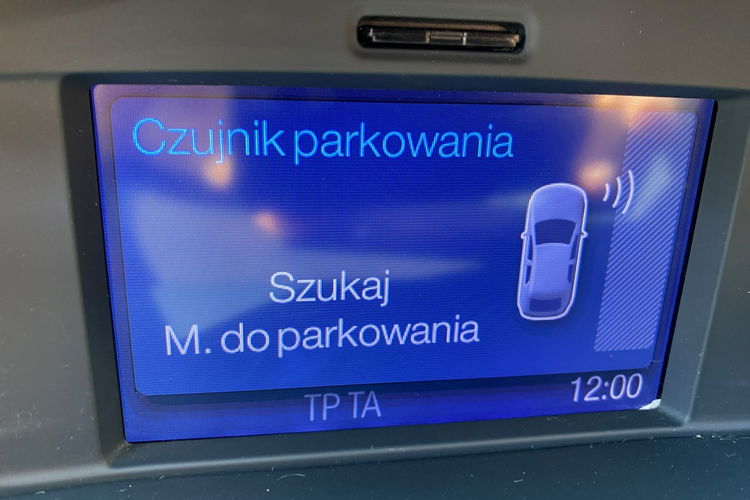 Czujnik parkowania
Szukaj
M. do parkowania
TP TA
12:00